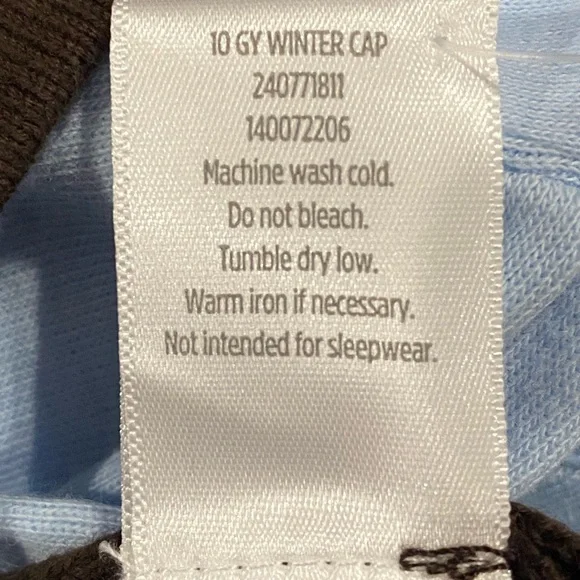 10 GY WINTER CAP
240771811
140072206
Machine wash cold.
Do not bleach.
Tumble dry low.
Warm iron if necessary.
Not intended for sleepwear.